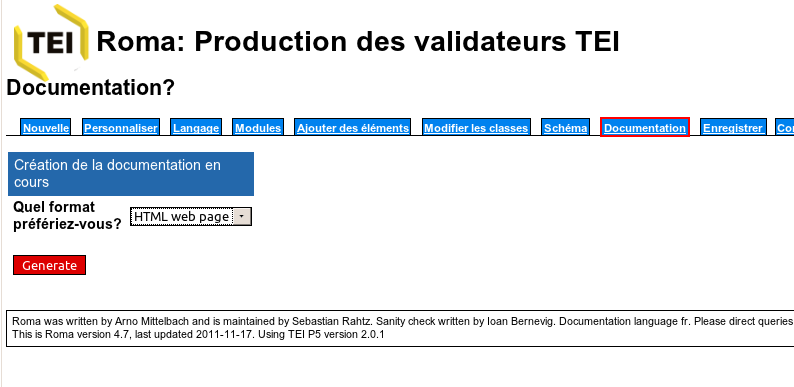 TEI Roma: Production des validateurs TEI
Documentation?
Nouvelle Personnaliser Langage Modules Ajouter des éléments Modifier les classes Schéma Documentation Enregistrer
Création de la documentation en
cours
Quel format
préfériez-vous?
HTML web page
Generate
Roma was written by Arno Mittelbach and is maintained by Sebastian Rahtz. Sanity check written by Ioan Bernevig. Documentation language fr. Please direct queries
This is Roma version 4.7, last updated 2011-11-17. Using TEI P5 version 2.0.1